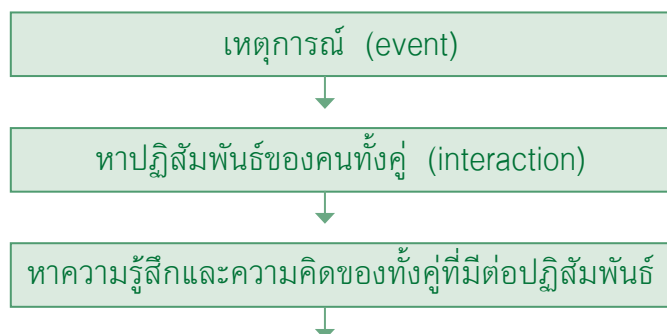 เหตุการณ์ (event)
หาปฏิสัมพันธ์ของคนทั้งคู่ (interaction)
หาความรู้สึกและความคิดของทั้งคู่ที่มีต่อปฏิสัมพันธ์